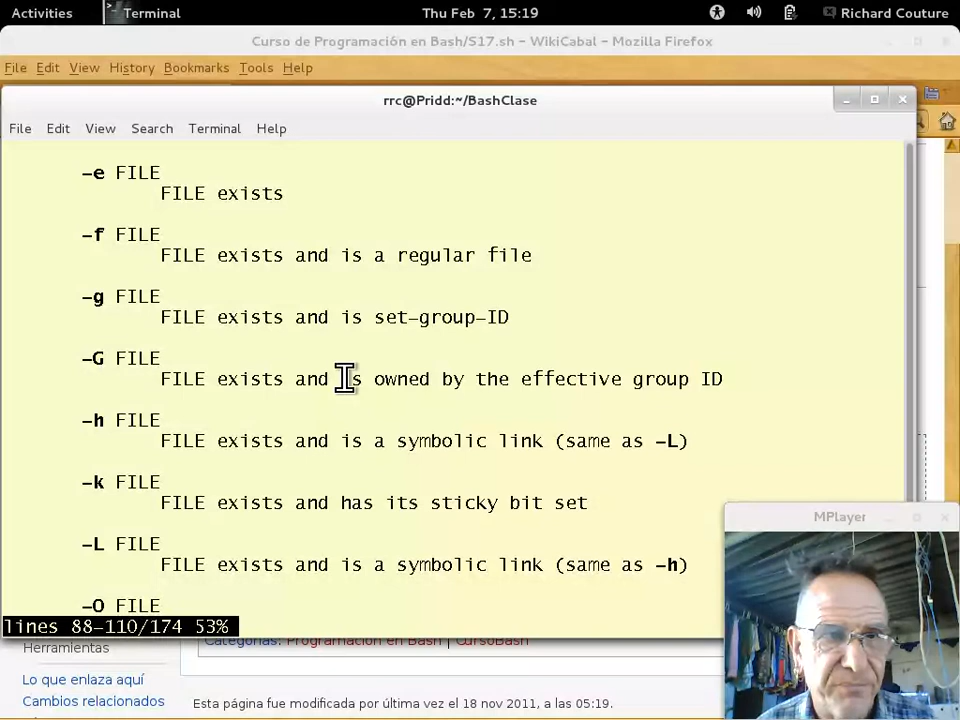 Activities Terminal Thu Feb 7, 15:19 Richard Couture
Curso de Programación en Bash/S17.sh - WikiCabal - Mozilla Firefox
File Edit View History Bookmarks Tools Help
rrc@Pridd:~/BashClase
File Edit View Search Terminal Help
-e FILE
FILE exists
-f FILE
FILE exists and is a regular file
-g FILE
FILE exists and is set-group-ID
-G FILE
FILE exists and is owned by the effective group ID
-h FILE
FILE exists and is a symbolic link (same as -L)
-k FILE
FILE exists and has its sticky bit set
-L FILE
FILE exists and is a symbolic link (same as -h)
-O FILE
lines 88-110/174 53%
MPlayer
Categorías: Programación en Bash | CursoBash
Herramientas
Lo que enlaza aquí
Cambios relacionados
Esta página fue modificada por última vez el 18 nov 2011, a las 05:19.